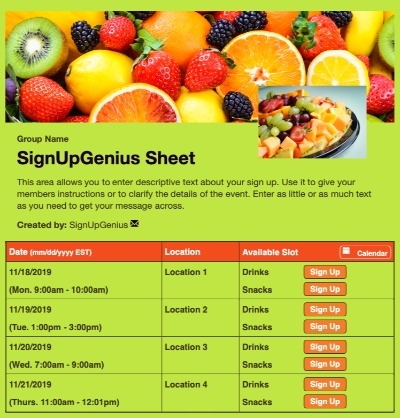 Group Name
SignUpGenius Sheet
This area allows you to enter descriptive text about your sign up. Use it to give your
members instructions or to clarify the details of the event. Enter as little or as much text
as you need to get your message across.
Created by: SignUpGenius
Date (mm/dd/yyyy EST) Location Available Slot Calendar
11/18/2019 Location 1 Drinks Sign Up
(Mon. 9:00am - 10:00am) Snacks Sign Up
11/19/2019 Location 2 Drinks Sign Up
(Tue. 1:00pm - 3:00pm) Snacks Sign Up
11/20/2019 Location 3 Drinks Sign Up
(Wed. 7:00am - 9:00am) Snacks Sign Up
11/21/2019 Location 4 Drinks Sign Up
(Thurs. 11:00am - 12:01pm) Snacks Sign Up